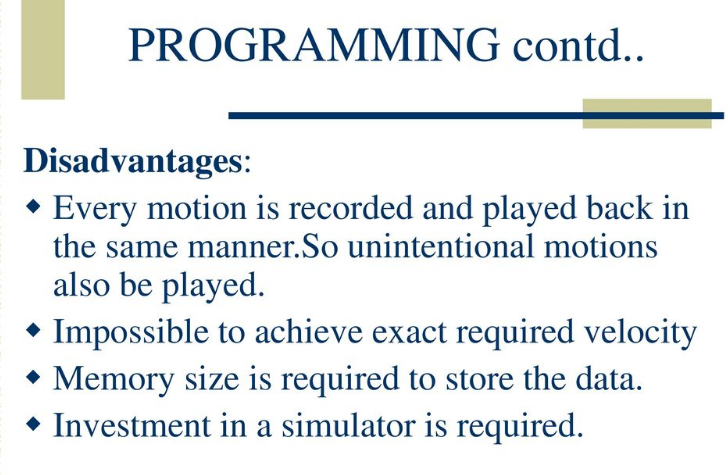 PROGRAMMING contd..
Disadvantages:
◆ Every motion is recorded and played back in
the same manner.So unintentional motions
also be played.
◆ Impossible to achieve exact required velocity
◆ Memory size is required to store the data.
◆ Investment in a simulator is required.